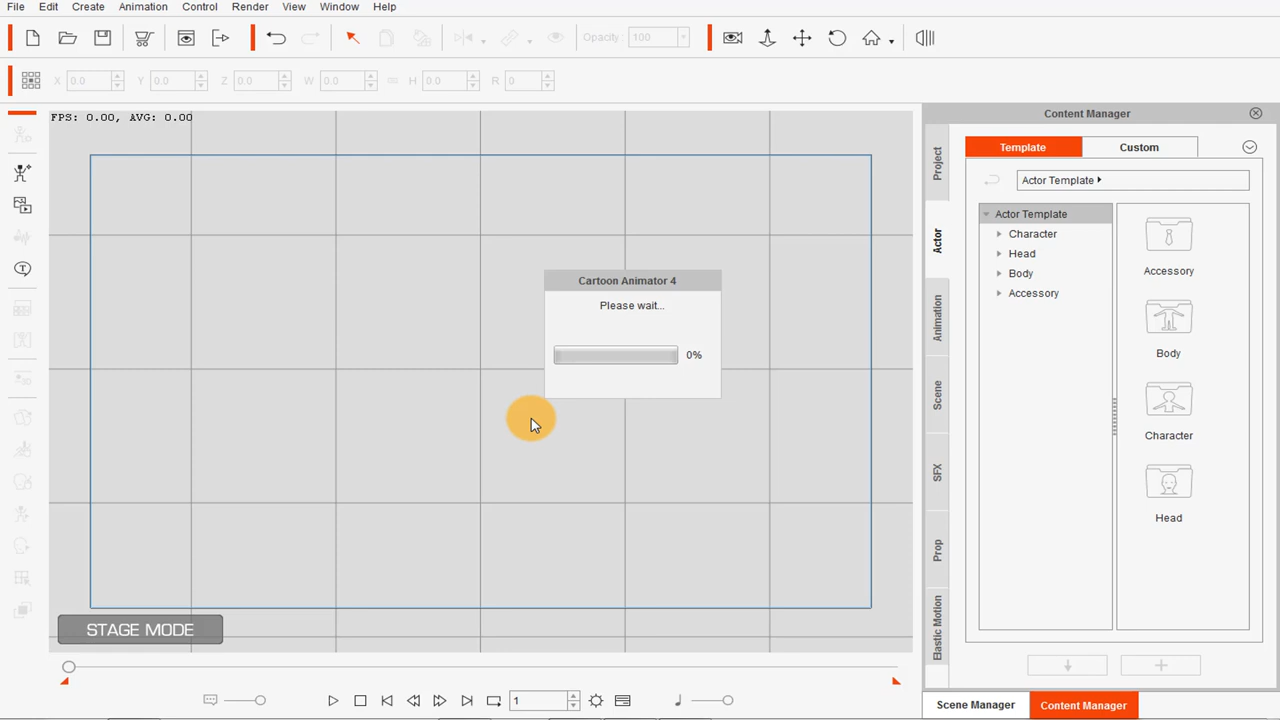 File Edit Create Animation Control Render View Window Help
Opacity: 100
X 0.0 Y 0.0 Z 0.0 W 0.0 H 0.0 R 0
FPS: 0.00, AVG: 0.00
Content Manager
Template Custom
Actor Template
Actor Template
Character
Head
Body
Accessory
Accessory
Body
Character
Head
Project
Actor
Animation
Scene
SFX
Prop
Elastic Motion
Cartoon Animator 4
Please wait...
0%
STAGE MODE
1
Scene Manager Content Manager